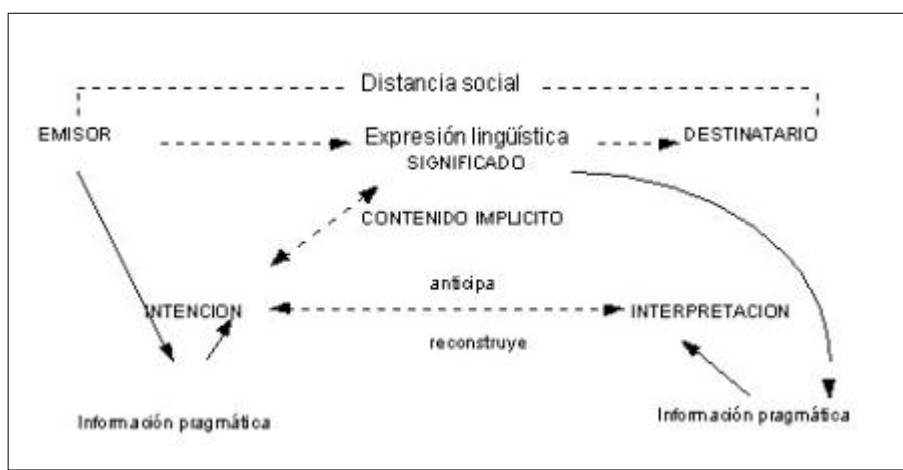 Distancia social
EMISOR
Expresión lingüística
DESTINATARIO
SIGNIFICADO
CONTENIDO IMPLICITO
anticipa
INTENCION
INTERPRETACION
reconstruye
Información pragmática
Información pragmática